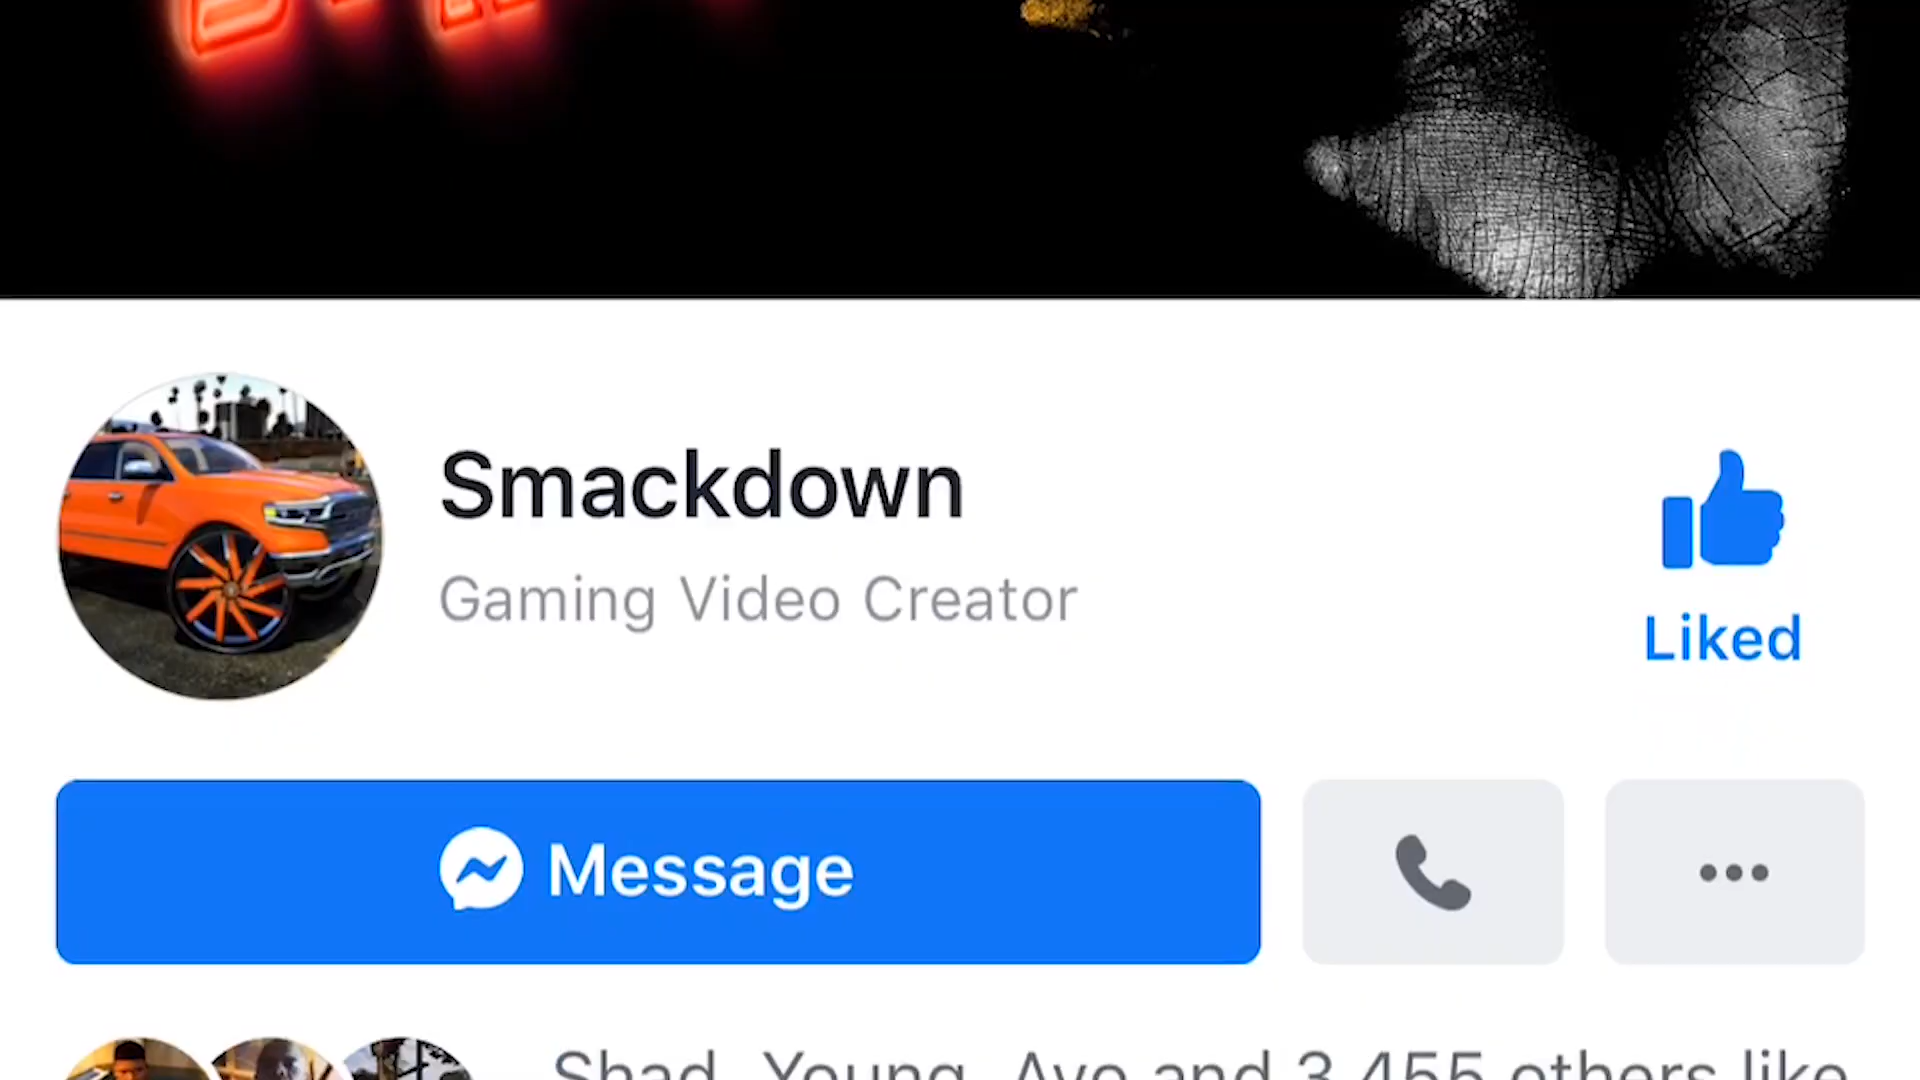 Smackdown
Gaming Video Creator
Liked
Message
Shad, Young, Ayo and 3,455 others like